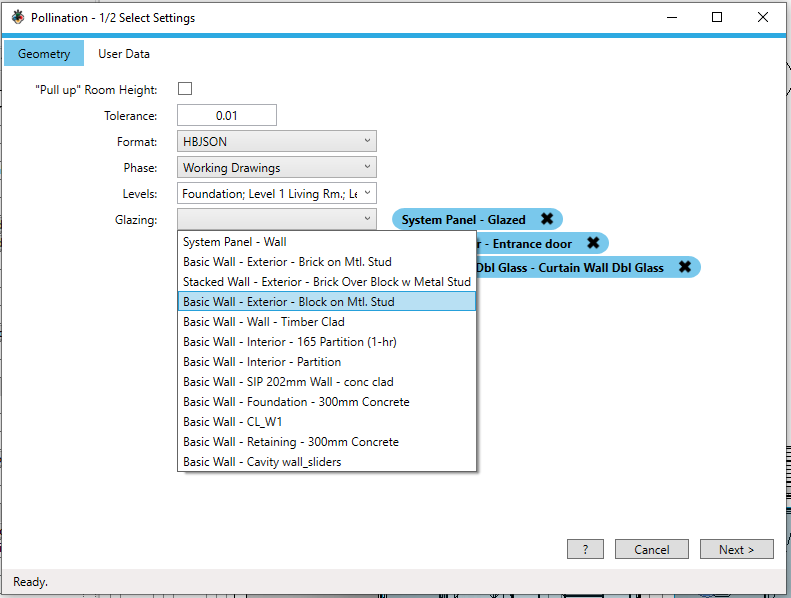 Pollination - 1/2 Select Settings
Geometry User Data
"Pull up" Room Height:
Tolerance: 0.01
Format: HBJSON
Phase: Working Drawings
Levels: Foundation; Level 1 Living Rm.;
Glazing: System Panel - Glazed
- Entrance door
Dbl Glass - Curtain Wall Dbl Glass
System Panel - Wall
Basic Wall - Exterior - Brick on Mtl. Stud
Stacked Wall - Exterior - Brick Over Block w Metal Stud
Basic Wall - Exterior - Block on Mtl. Stud
Basic Wall - Wall - Timber Clad
Basic Wall - Interior - 165 Partition (1-hr)
Basic Wall - Interior - Partition
Basic Wall - SIP 202mm Wall - conc clad
Basic Wall - Foundation - 300mm Concrete
Basic Wall - CL_W1
Basic Wall - Retaining - 300mm Concrete
Basic Wall - Cavity wall_sliders
? Cancel Next >
Ready.